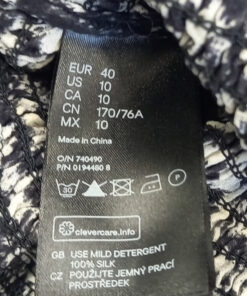 EUR 40
US 10
CA 10
CN 170/76A
MX 10
Made in China
O/N 740490
P/N 0194480 8
30
clevercare.info
GB USE MILD DETERGENT
100% SILK
CZ POUŽIJTE JEMNÝ PRACÍ
PROSTŘEDEK